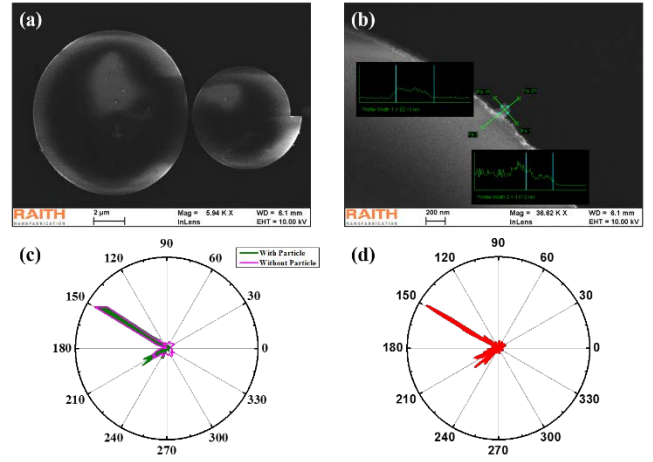 (a)
RAITH
NANOFABRICATION
2 µm
Mag = 5.94 K X
WD = 6.1 mm
InLens
EHT = 10.00 kV
(b)
RAITH
NANOFABRICATION
200 nm
Mag = 36.62 K X
WD = 6.1 mm
InLens
EHT = 10.00 kV
(c)
With Particle
Without Particle
90
60
30
0
330
300
270
240
210
180
150
120
(d)
90
60
30
0
330
300
270
240
210
180
150
120